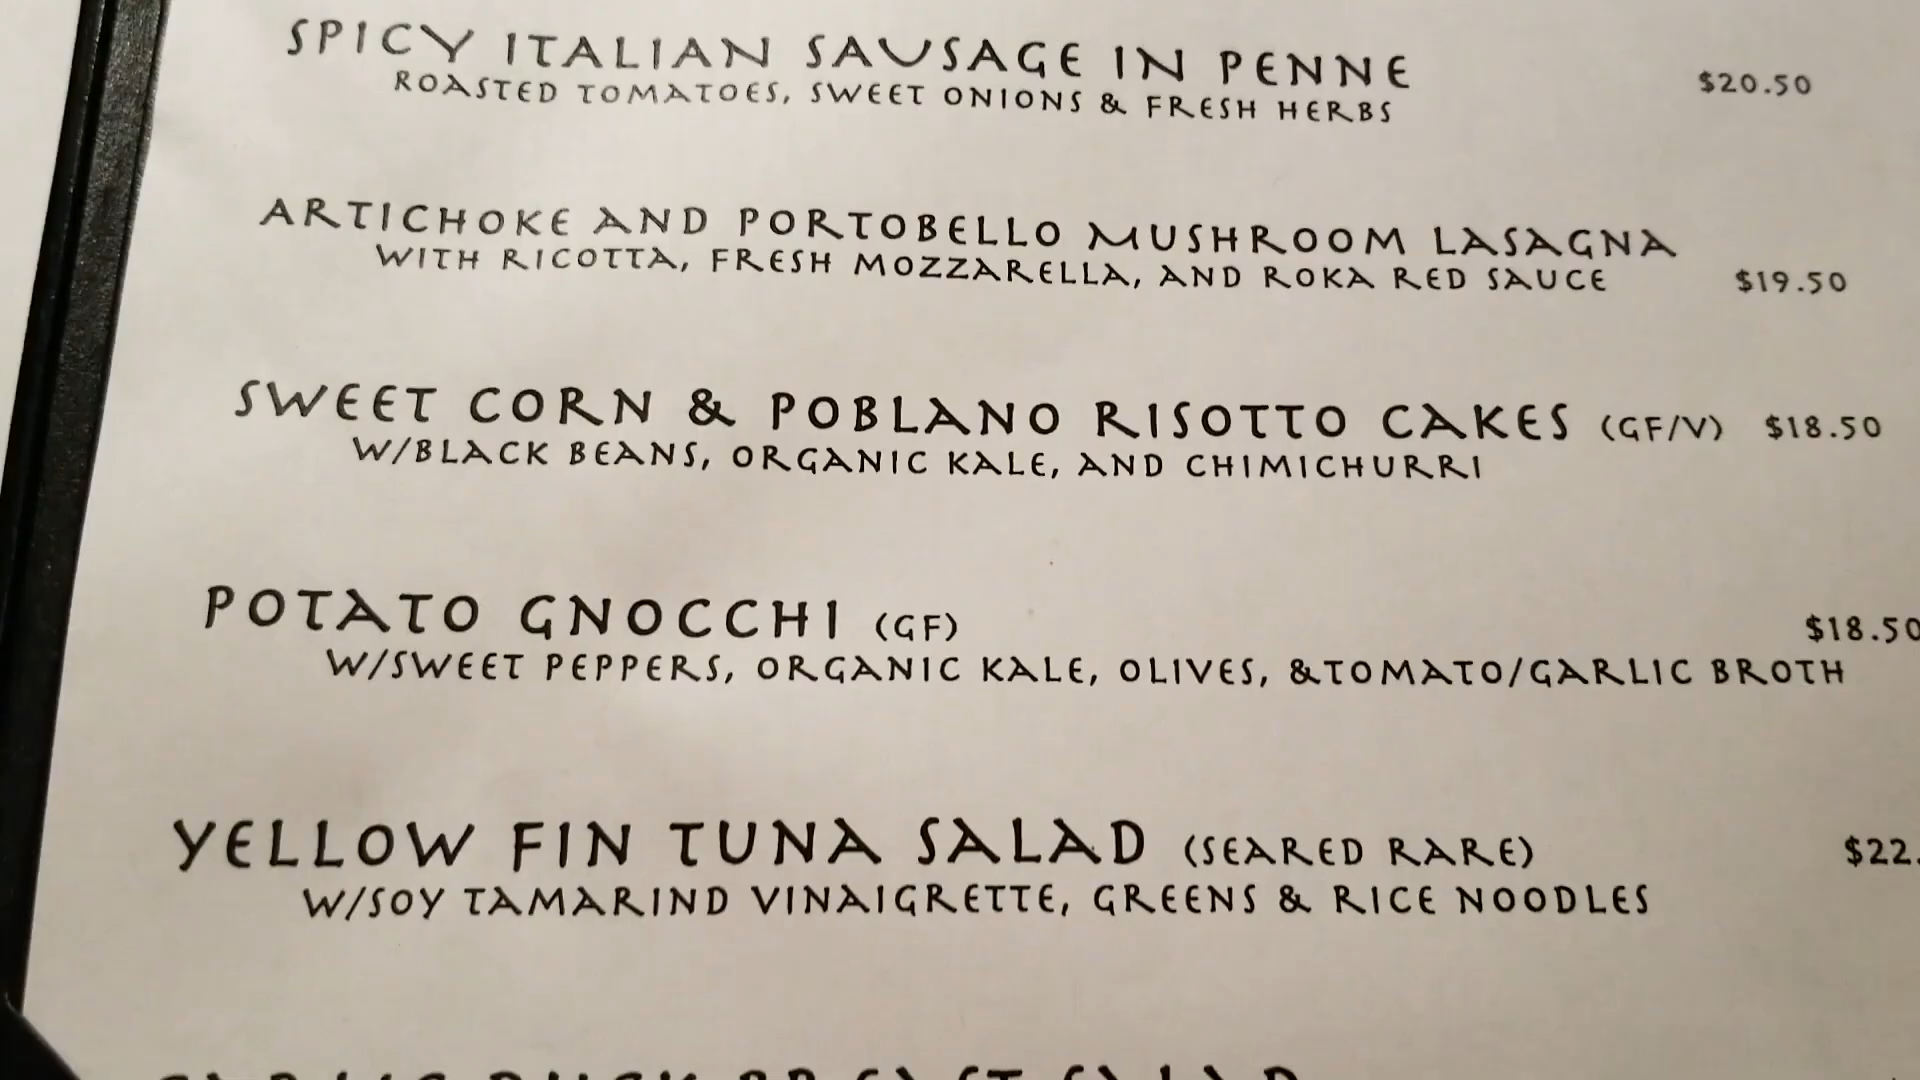 SPICY ITALIAN SAUSAGE IN PENNE
ROASTED TOMATOES, SWEET ONIONS & FRESH HERBS $20.50
ARTICHOKE AND PORTOBELLO MUSHROOM LASAGNA
WITH RICOTTA, FRESH MOZZARELLA, AND ROKA RED SAUCE $19.50
SWEET CORN & POBLANO RISOTTO CAKES (GF/V) $18.50
W/BLACK BEANS, ORGANIC KALE, AND CHIMICHURRI
POTATO GNOCCHI (GF) $18.50
W/SWEET PEPPERS, ORGANIC KALE, OLIVES, &TOMATO/GARLIC BROTH
YELLOW FIN TUNA SALAD (SEARED RARE) $22.
W/SOY TAMARIND VINAIGRETTE, GREENS & RICE NOODLES